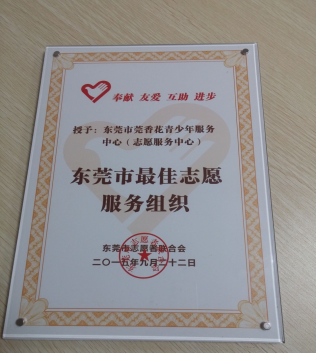 奉献 友爱 互助 进步
授予：东莞市莞香花青少年服务
中心（志愿服务中心）
东莞市最佳志愿
服务组织
东莞市志愿者联合会
二〇一五年九月二十二日